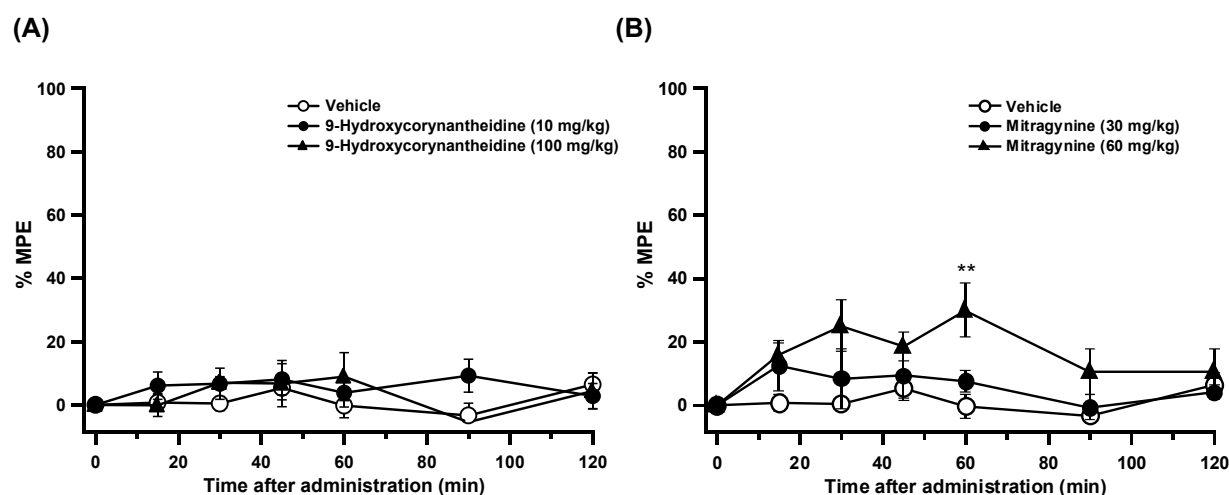 (A)
(B)
100
80
60
40
20
0
% MPE
Vehicle
9-Hydroxycorynantheidine (10 mg/kg)
9-Hydroxycorynantheidine (100 mg/kg)
0 20 40 60 80 100 120
Time after administration (min)
100
80
60
40
20
0
% MPE
Vehicle
Mitragynine (30 mg/kg)
Mitragynine (60 mg/kg)
**
0 20 40 60 80 100 120
Time after administration (min)